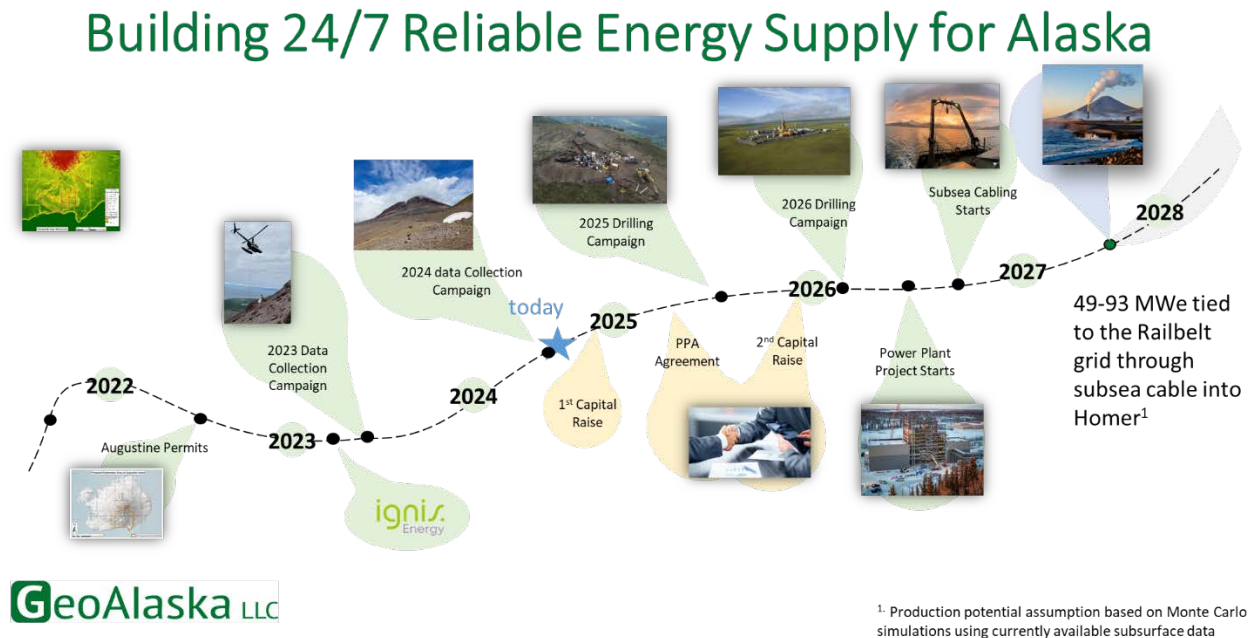 Building 24/7 Reliable Energy Supply for Alaska
2022
Augustine Permits
2023
2023 Data
Collection
Campaign
ignis
Energy
2024
2024 data Collection
Campaign
today
1st Capital
Raise
2025
PPA
Agreement
2025 Drilling
Campaign
2nd Capital
Raise
2026
2026 Drilling
Campaign
Power Plant
Project Starts
Subsea Cabling
Starts
2027
2028
49-93 MWe tied
to the Railbelt
grid through
subsea cable into
Homer1
GeoAlaska LLC
1. Production potential assumption based on Monte Carlo
simulations using currently available subsurface data